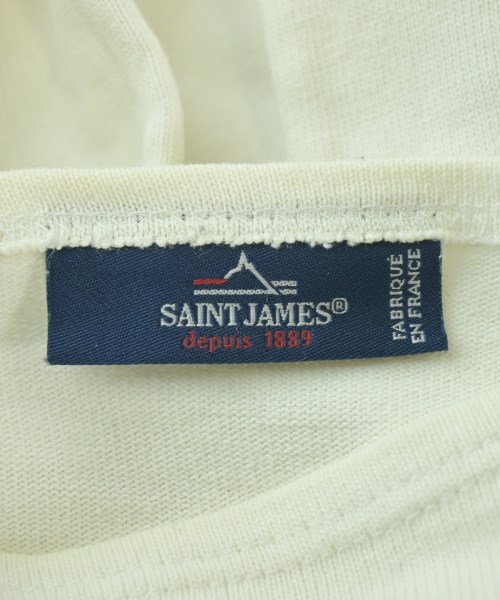 SAINT JAMES®
depuis 1889
FABRIQUÉ
EN FRANCE